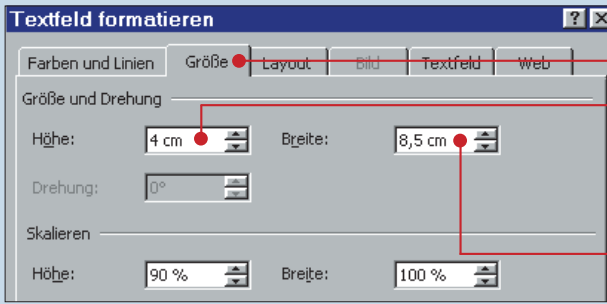 Textfeld formatieren
Farben und Linien Größe Layout Bild Textfeld Web
Größe und Drehung
Höhe: 4 cm Breite: 8,5 cm
Drehung: 0°
Skalieren
Höhe: 90 % Breite: 100 %